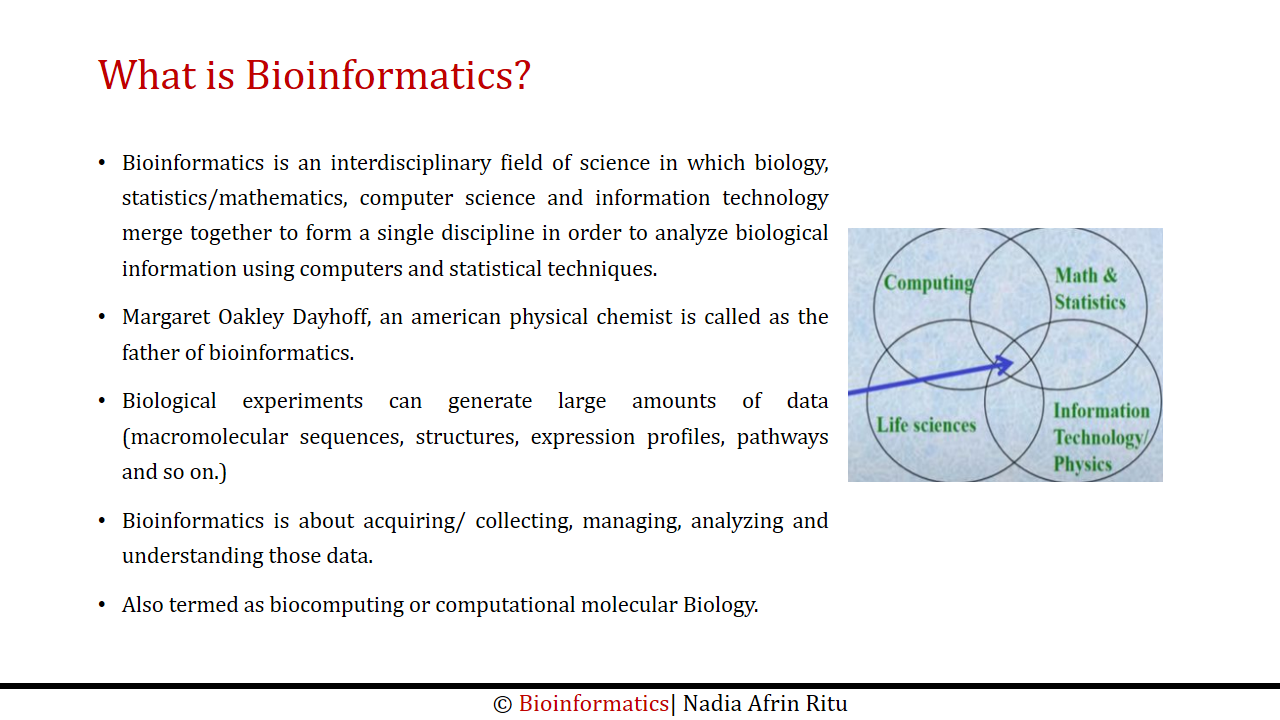 What is Bioinformatics?
• Bioinformatics is an interdisciplinary field of science in which biology,
statistics/mathematics, computer science and information technology
merge together to form a single discipline in order to analyze biological
information using computers and statistical techniques.
• Margaret Oakley Dayhoff, an american physical chemist is called as the
father of bioinformatics.
• Biological experiments can generate large amounts of data
(macromolecular sequences, structures, expression profiles, pathways
and so on.)
• Bioinformatics is about acquiring/ collecting, managing, analyzing and
understanding those data.
• Also termed as biocomputing or computational molecular Biology.
Computing
Math &
Statistics
Life sciences
Information
Technology/
Physics
© Bioinformatics| Nadia Afrin Ritu